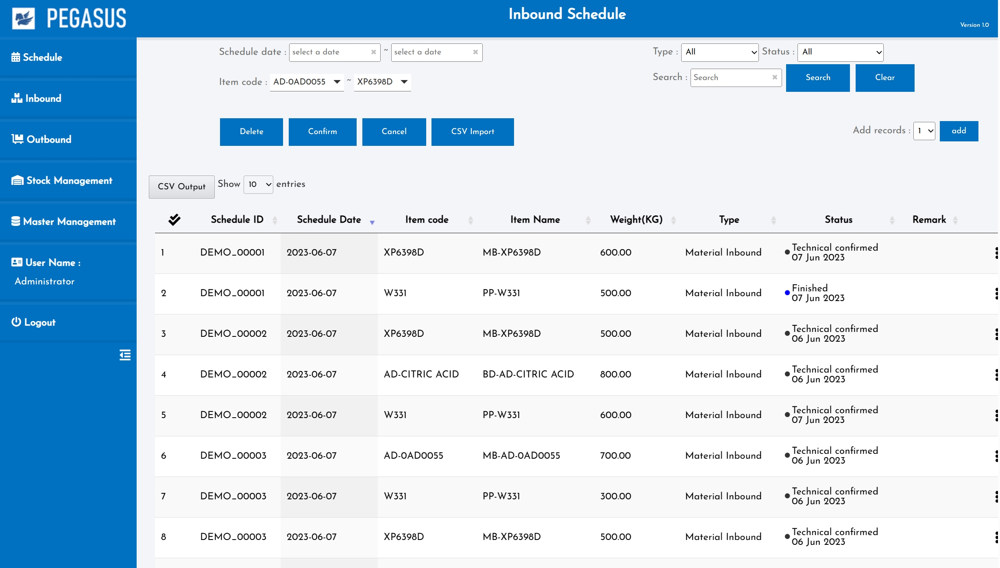 PEGASUS
Inbound Schedule
Version 1.0
Schedule
Inbound
Outbound
Stock Management
Master Management
User Name :
Administrator
Logout
Schedule date : select a date ~ select a date
Type : All Status : All
Item code : AD-0AD0055 ~ XP6398D
Search : Search Search Clear
Delete Confirm Cancel CSV Import
Add records : 1 add
CSV Output Show 10 entries
Schedule ID Schedule Date Item code Item Name Weight(KG) Type Status Remark
1 DEMO_00001 2023-06-07 XP6398D MB-XP6398D 600.00 Material Inbound Technical confirmed
07 Jun 2023
2 DEMO_00001 2023-06-07 W331 PP-W331 500.00 Material Inbound Finished
07 Jun 2023
3 DEMO_00002 2023-06-07 XP6398D MB-XP6398D 500.00 Material Inbound Technical confirmed
06 Jun 2023
4 DEMO_00002 2023-06-07 AD-CITRIC ACID BD-AD-CITRIC ACID 800.00 Material Inbound Technical confirmed
06 Jun 2023
5 DEMO_00002 2023-06-07 W331 PP-W331 600.00 Material Inbound Technical confirmed
07 Jun 2023
6 DEMO_00003 2023-06-07 AD-0AD0055 MB-AD-0AD0055 700.00 Material Inbound Technical confirmed
06 Jun 2023
7 DEMO_00003 2023-06-07 W331 PP-W331 300.00 Material Inbound Technical confirmed
06 Jun 2023
8 DEMO_00003 2023-06-07 XP6398D MB-XP6398D 500.00 Material Inbound Technical confirmed
06 Jun 2023